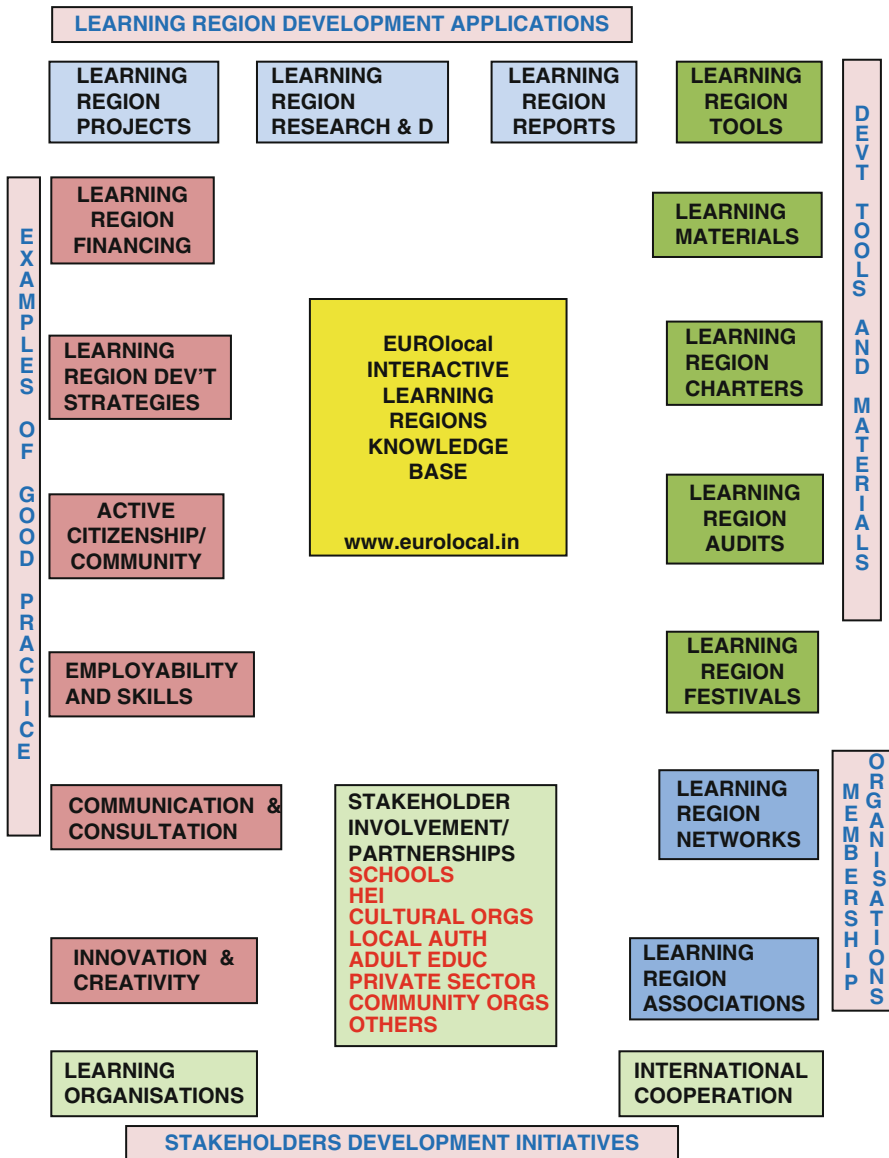 LEARNING REGION DEVELOPMENT APPLICATIONS
LEARNING
REGION
PROJECTS
LEARNING
REGION
RESEARCH & D
LEARNING
REGION
REPORTS
LEARNING
REGION
TOOLS
DEVT TOOLS AND MATERIALS
EXAMPLES OF GOOD PRACTICE
LEARNING
REGION
FINANCING
LEARNING
MATERIALS
EUROlocal
INTERACTIVE
LEARNING
REGIONS
KNOWLEDGE
BASE
www.eurolocal.in
LEARNING
REGION DEV'T
STRATEGIES
LEARNING
REGION
CHARTERS
ACTIVE
CITIZENSHIP/
COMMUNITY
LEARNING
REGION
AUDITS
EMPLOYABILITY
AND SKILLS
LEARNING
REGION
FESTIVALS
COMMUNICATION &
CONSULTATION
STAKEHOLDER
INVOLVEMENT/
PARTNERSHIPS
SCHOOLS
HEI
CULTURAL ORGS
LOCAL AUTH
ADULT EDUC
PRIVATE SECTOR
COMMUNITY ORGS
OTHERS
LEARNING
REGION
NETWORKS
MEMBERSHIP
ORGANISATIONS
INNOVATION &
CREATIVITY
LEARNING
REGION
ASSOCIATIONS
LEARNING
ORGANISATIONS
INTERNATIONAL
COOPERATION
STAKEHOLDERS DEVELOPMENT INITIATIVES